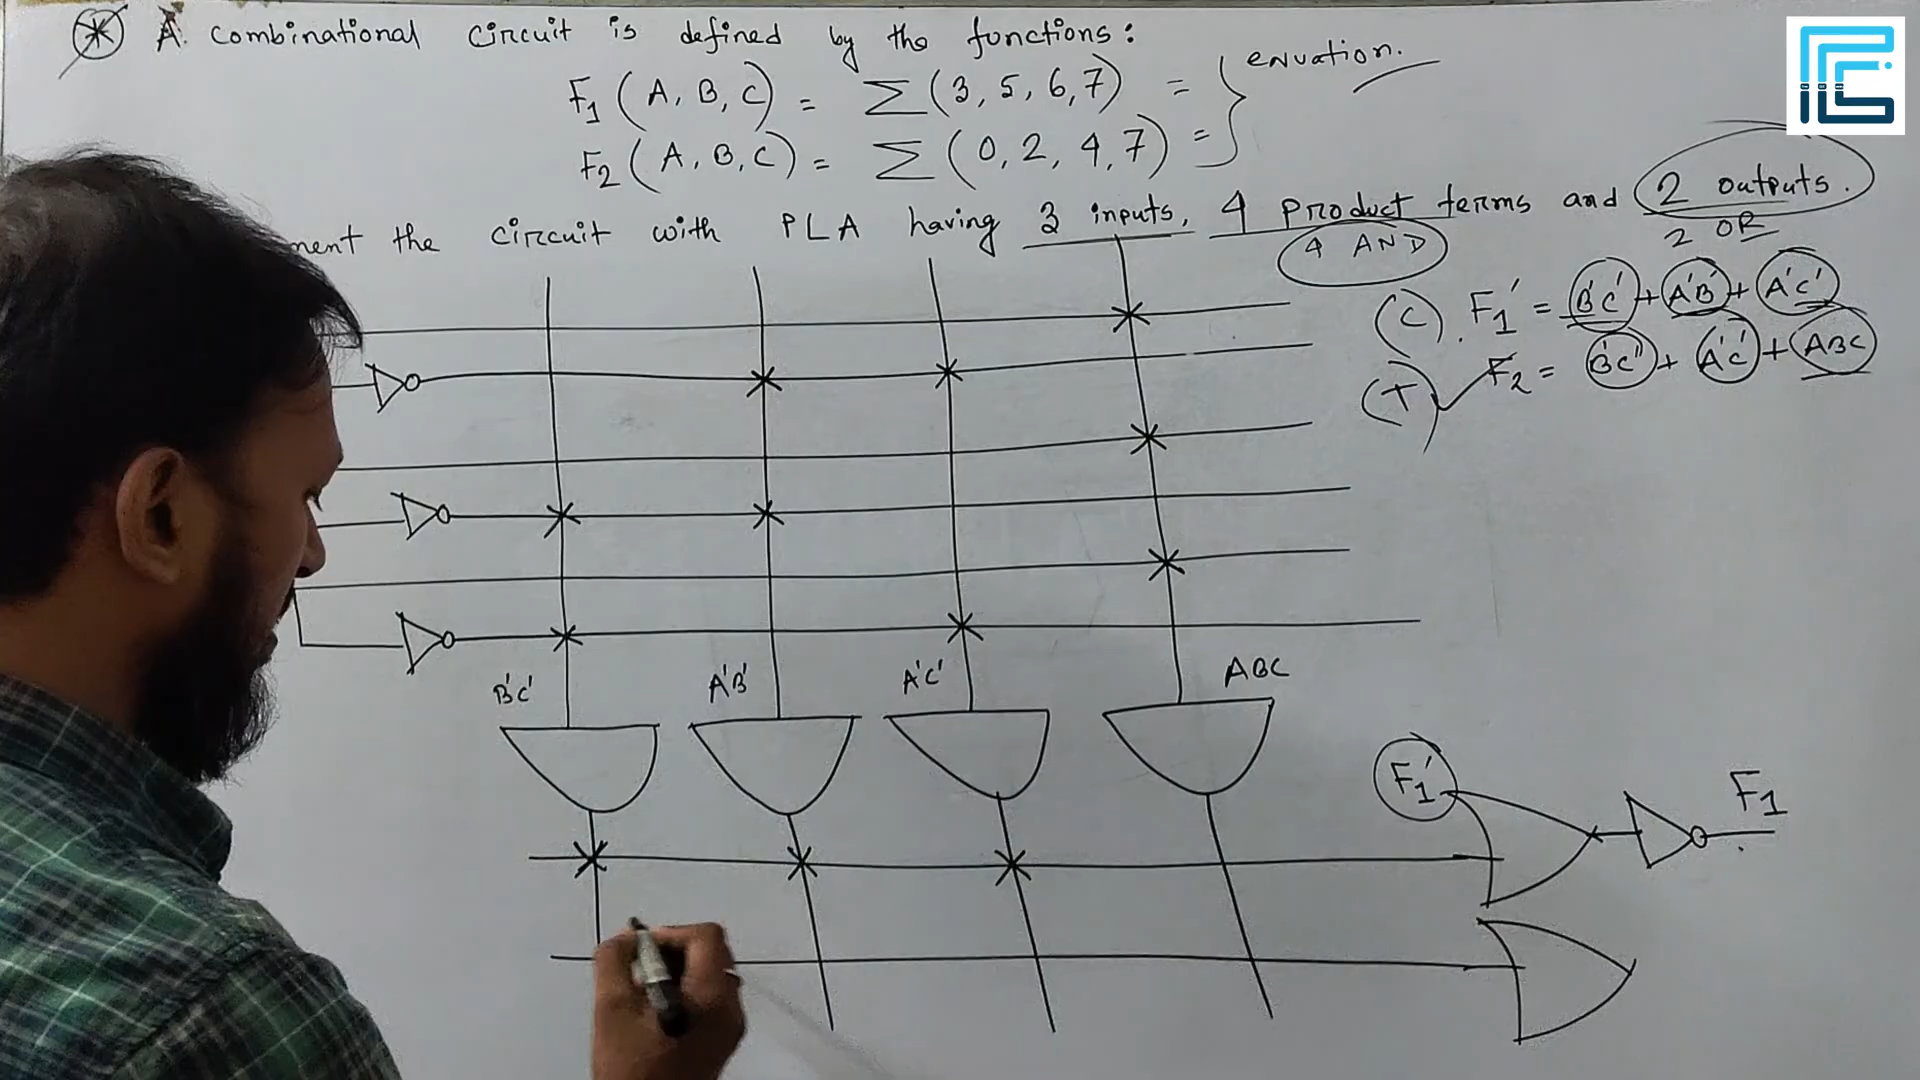 * A combinational circuit is defined by the functions:
F1 (A, B, C) = Σ(3, 5, 6, 7) =
F2 (A, B, C) = Σ(0, 2, 4, 7) =
envation.
ment the circuit with PLA having 3 inputs, 4 product terms and 2 outputs.
4 AND
2 OR
(C). F1' = B'C' + A'B' + A'C'
(T) F2 = B'C' + A'C' + ABC
B'C' A'B' A'C' ABC
F1' F1